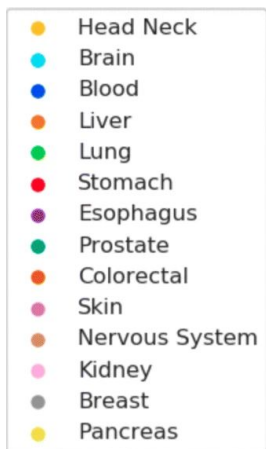 Head Neck
Brain
Blood
Liver
Lung
Stomach
Esophagus
Prostate
Colorectal
Skin
Nervous System
Kidney
Breast
Pancreas